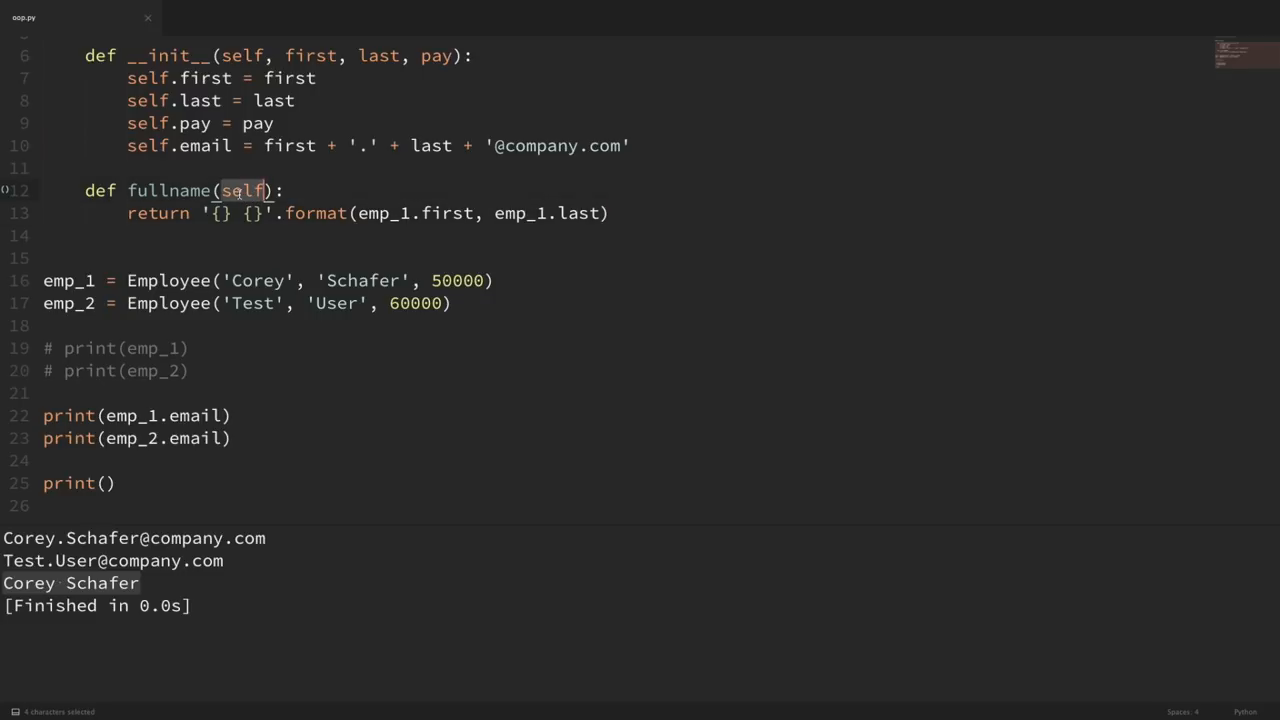 oop.py ×
6     def __init__(self, first, last, pay):
7         self.first = first
8         self.last = last
9         self.pay = pay
10         self.email = first + '.' + last + '@company.com'
11
() 12     def fullname(self):
13         return '{} {}'.format(emp_1.first, emp_1.last)
14
15
16 emp_1 = Employee('Corey', 'Schafer', 50000)
17 emp_2 = Employee('Test', 'User', 60000)
18
19 # print(emp_1)
20 # print(emp_2)
21
22 print(emp_1.email)
23 print(emp_2.email)
24
25 print()
26
Corey.Schafer@company.com
Test.User@company.com
Corey Schafer
[Finished in 0.0s]
4 characters selected Spaces: 4 Python